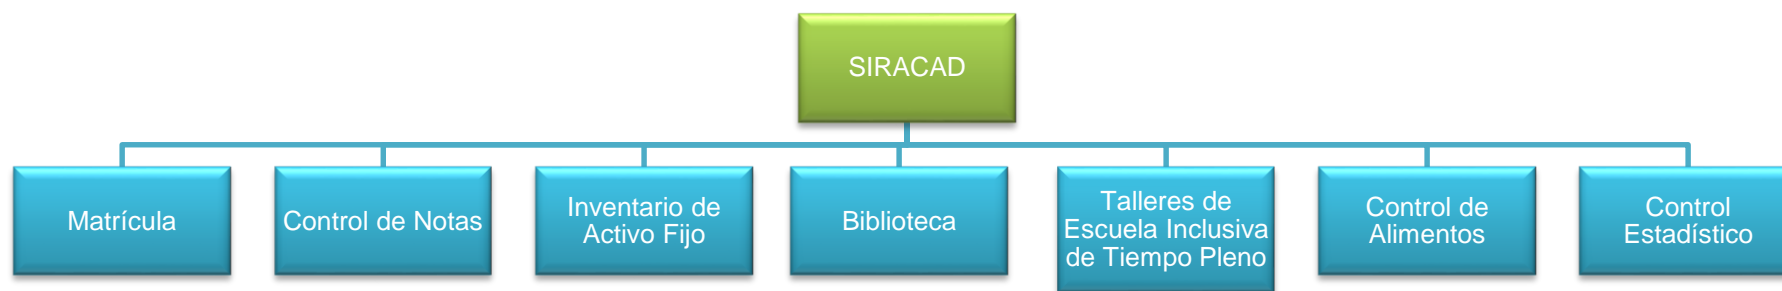 SIRACAD
Matrícula
Control de Notas
Inventario de
Activo Fijo
Biblioteca
Talleres de
Escuela Inclusiva
de Tiempo Pleno
Control de
Alimentos
Control
Estadístico